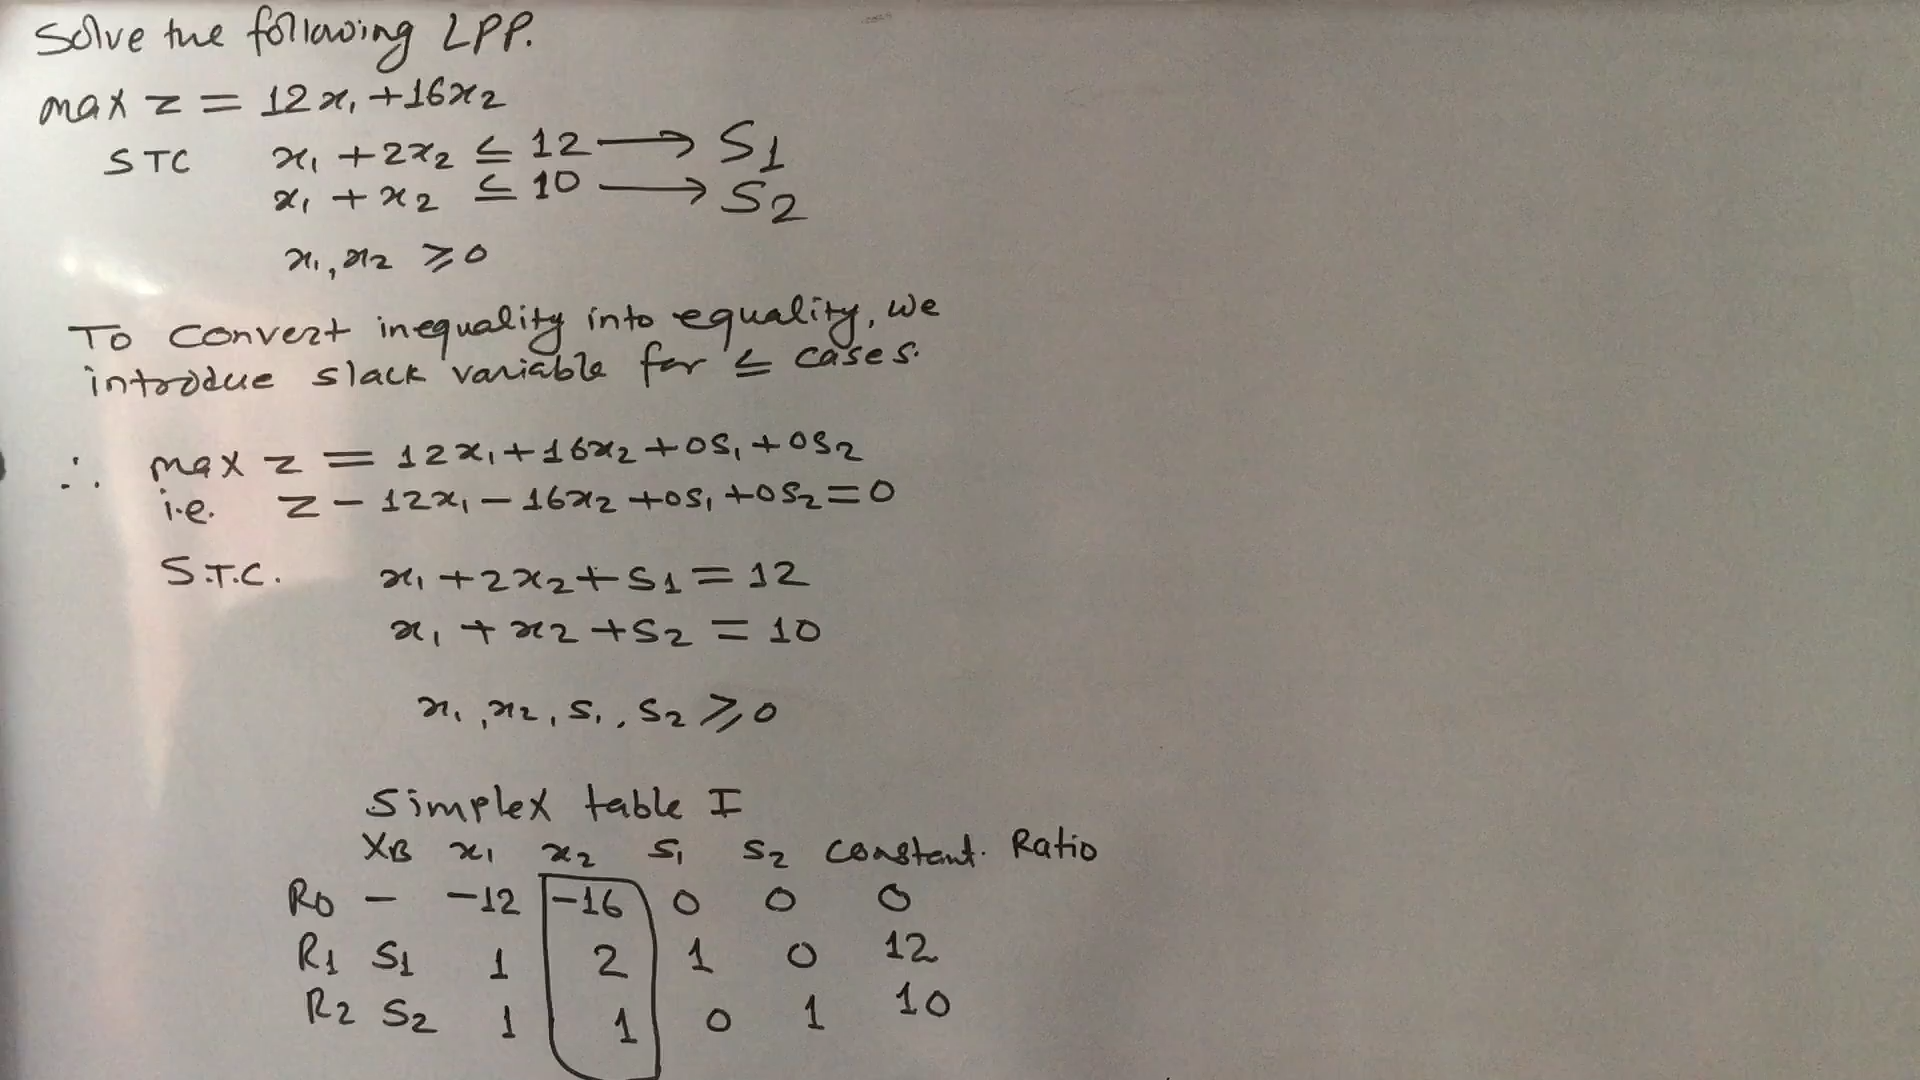 Solve the following LPP.
max z = 12x₁ + 16x₂
STC x₁ + 2x₂ ≤ 12 → S1
x₁ + x₂ ≤ 10 → S2
x₁, x₂ ≥ 0
To convert inequality into equality, we
introdue slack variable for ≤ cases.
∴ max z = 12x₁ + 16x₂ + 0S₁ + 0S₂
i.e. z - 12x₁ - 16x₂ + 0S₁ + 0S₂ = 0
S.T.C. x₁ + 2x₂ + S1 = 12
x₁ + x₂ + S₂ = 10
x₁, x₂, S₁, S₂ ≥ 0
Simplex table I
XB x₁ x₂ S₁ S₂ constant. Ratio
R0 - -12 -16 0 0 0
R1 S1 1 2 1 0 12
R2 S2 1 1 0 1 10